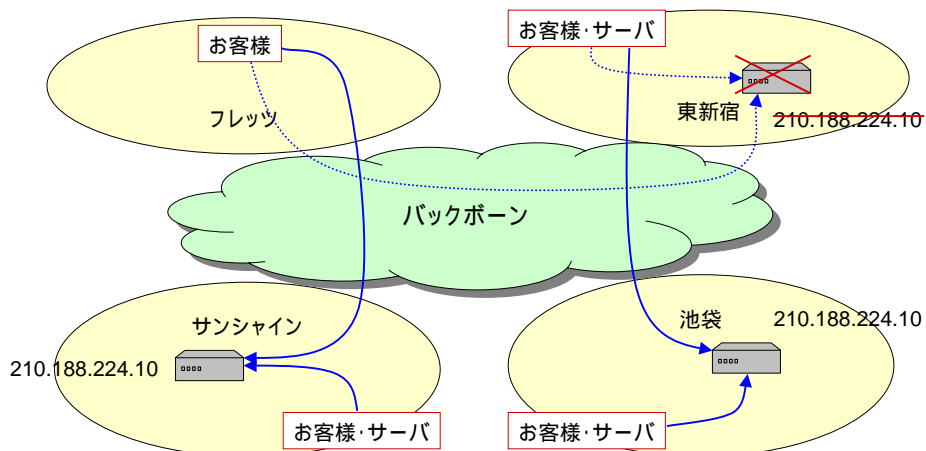 お客様
お客様・サーバ
フレッツ
東新宿
210.188.224.10
バックボーン
サンシャイン
210.188.224.10
池袋
210.188.224.10
お客様・サーバ
お客様・サーバ